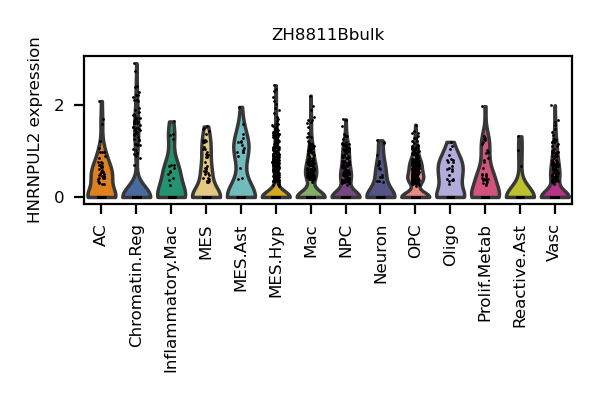 ZH8811Bbulk
HNRNPUL2 expression
2
0
AC
Chromatin.Reg
Inflammatory.Mac
MES
MES.Ast
MES.Hyp
Mac
NPC
Neuron
OPC
Oligo
Prolif.Metab
Reactive.Ast
Vasc